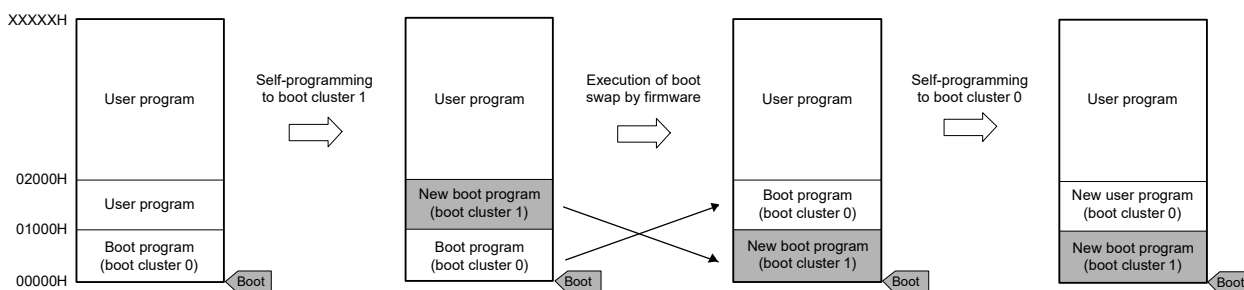 XXXXXH
User program
02000H
User program
01000H
Boot program
(boot cluster 0)
00000H
Boot
Self-programming
to boot cluster 1
User program
New boot program
(boot cluster 1)
Boot program
(boot cluster 0)
Boot
Execution of boot
swap by firmware
User program
Boot program
(boot cluster 0)
New boot program
(boot cluster 1)
Boot
Self-programming
to boot cluster 0
User program
New user program
(boot cluster 0)
New boot program
(boot cluster 1)
Boot